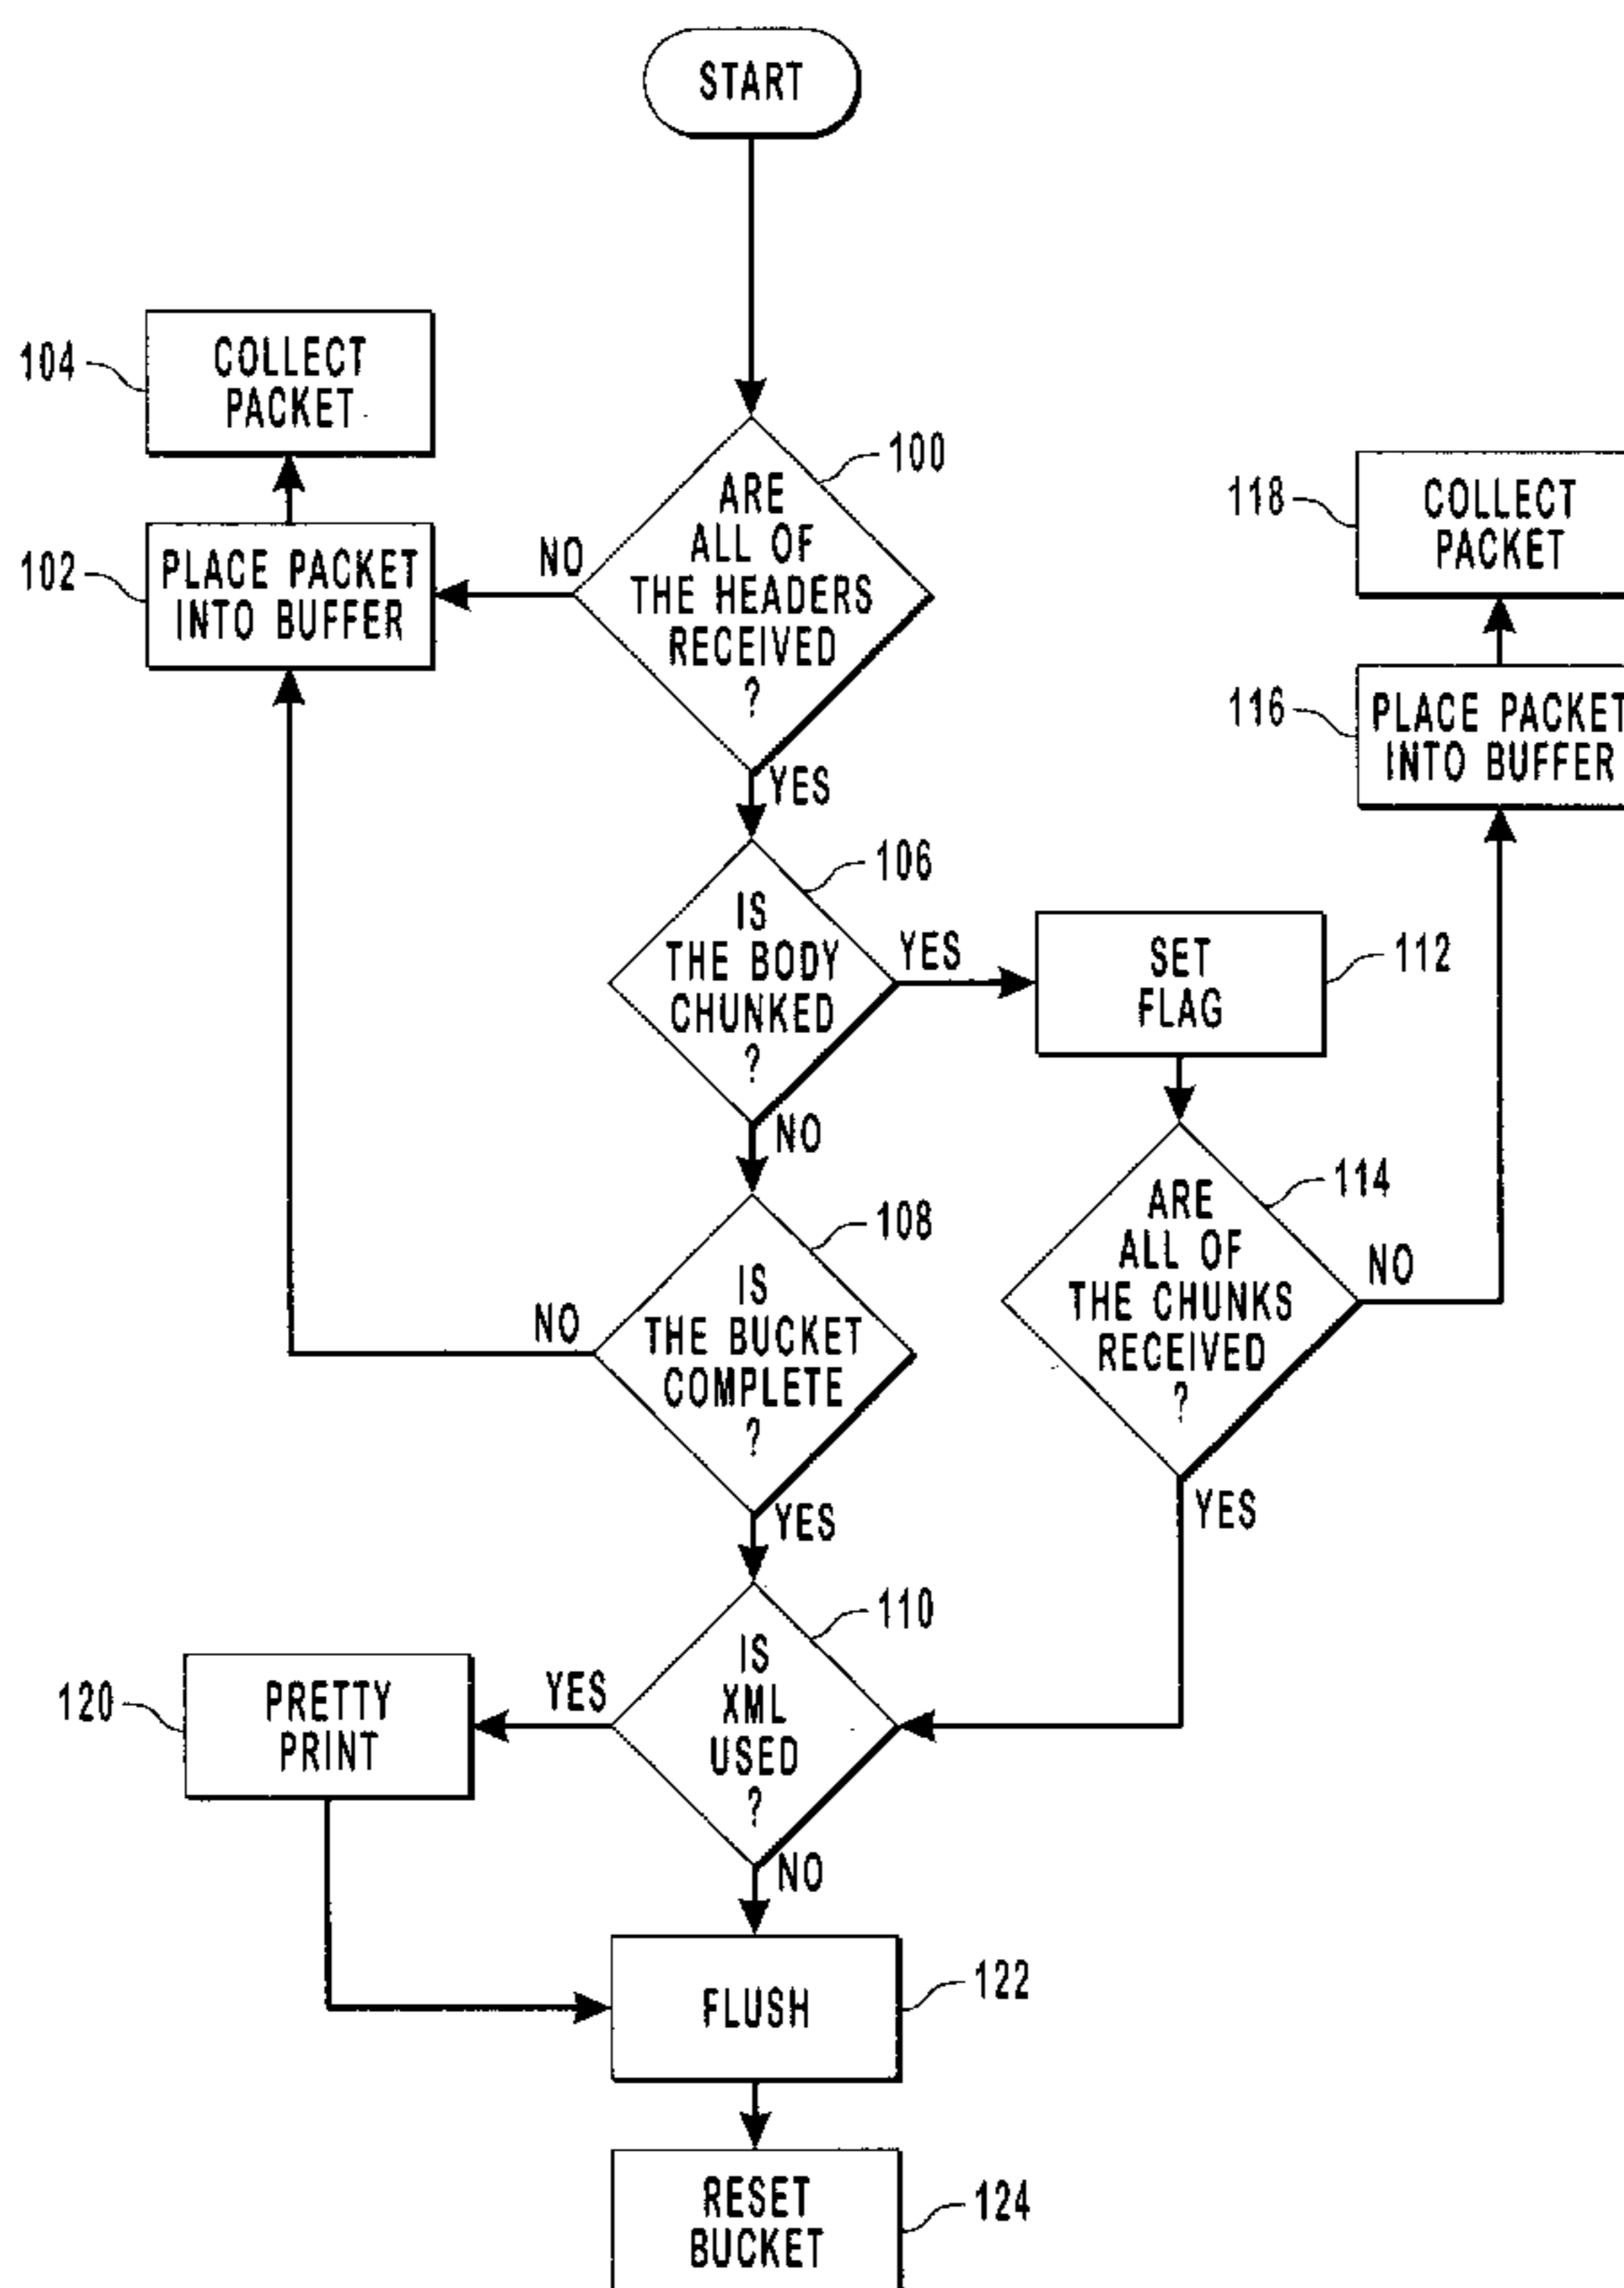 START
104
COLLECT
PACKET
100
ARE
ALL OF
THE HEADERS
RECEIVED
?
NO
102
PLACE PACKET
INTO BUFFER
118
COLLECT
PACKET
116
PLACE PACKET
INTO BUFFER
YES
106
IS
THE BODY
CHUNKED
?
YES
SET
FLAG
112
NO
108
IS
THE BUCKET
COMPLETE
?
NO
114
ARE
ALL OF
THE CHUNKS
RECEIVED
?
NO
YES
YES
110
IS
XML
USED
?
YES
120
PRETTY
PRINT
NO
FLUSH
122
RESET
BUCKET
124